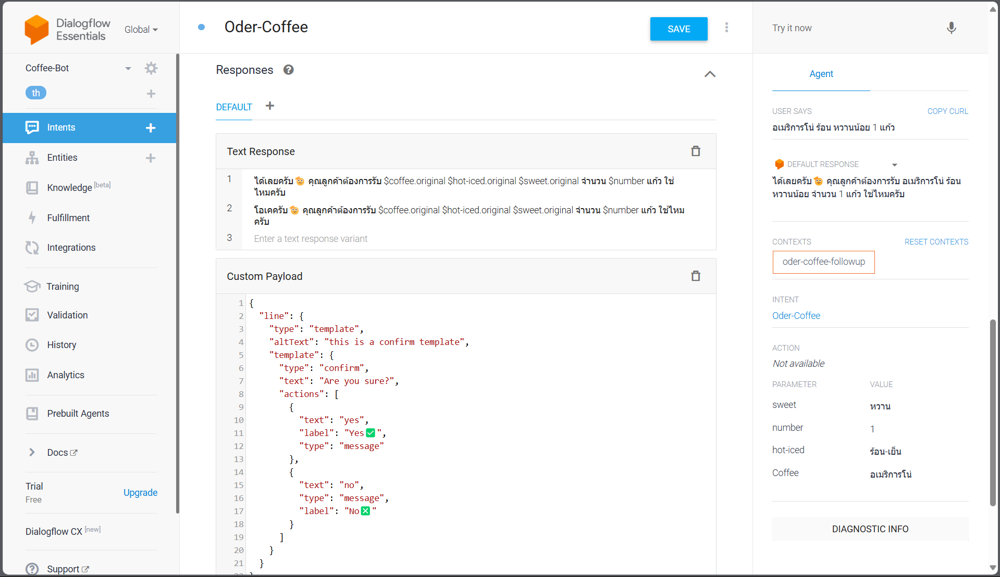 Dialogflow
Essentials
Global
Coffee-Bot
th
Intents
Entities
Knowledge [beta]
Fulfillment
Integrations
Training
Validation
History
Analytics
Prebuilt Agents
Docs
Trial
Free
Upgrade
Dialogflow CX [new]
Support
Oder-Coffee
SAVE
Responses
DEFAULT
Text Response
1 ได้เลยครับ🫡 คุณลูกค้าต้องการรับ $coffee.original $hot-iced.original $sweet.original จำนวน $number แก้ว ใช่
ไหมครับ
2 โอเคครับ🫡 คุณลูกค้าต้องการรับ $coffee.original $hot-iced.original $sweet.original จำนวน $number แก้ว ใช่ไหม
ครับ
3 Enter a text response variant
Custom Payload
1 {
2 "line": {
3 "type": "template",
4 "altText": "this is a confirm template",
5 "template": {
6 "type": "confirm",
7 "text": "Are you sure?",
8 "actions": [
9 {
10 "text": "yes",
11 "label": "Yes✅",
12 "type": "message"
13 },
14 {
15 "text": "no",
16 "type": "message",
17 "label": "No❎"
18 }
19 ]
20 }
21 }
Try it now
Agent
USER SAYS
COPY CURL
อเมริการโน่ ร้อน หวานน้อย 1 แก้ว
DEFAULT RESPONSE
ได้เลยครับ🫡 คุณลูกค้าต้องการรับ อเมริการโน่ ร้อน
หวานน้อย จำนวน 1 แก้ว ใช่ไหมครับ
CONTEXTS
RESET CONTEXTS
oder-coffee-followup
INTENT
Oder-Coffee
ACTION
Not available
PARAMETER VALUE
sweet หวาน
number 1
hot-iced ร้อน-เย็น
Coffee อเมริการโน่
DIAGNOSTIC INFO